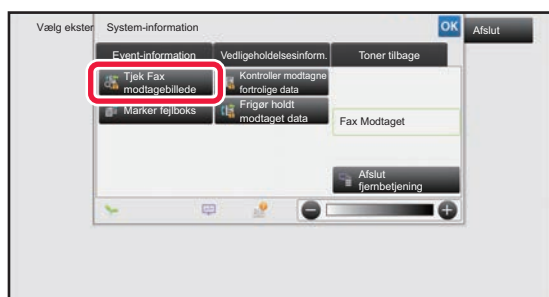 Vælg ekster
System-information
OK
Afslut
Event-information
Vedligeholdelsesinform.
Toner tilbage
Tjek Fax
modtagebillede
Kontroller modtagne
fortrolige data
Marker fejlboks
Frigør holdt
modtaget data
Fax Modtaget
Afslut
fjernbetjening